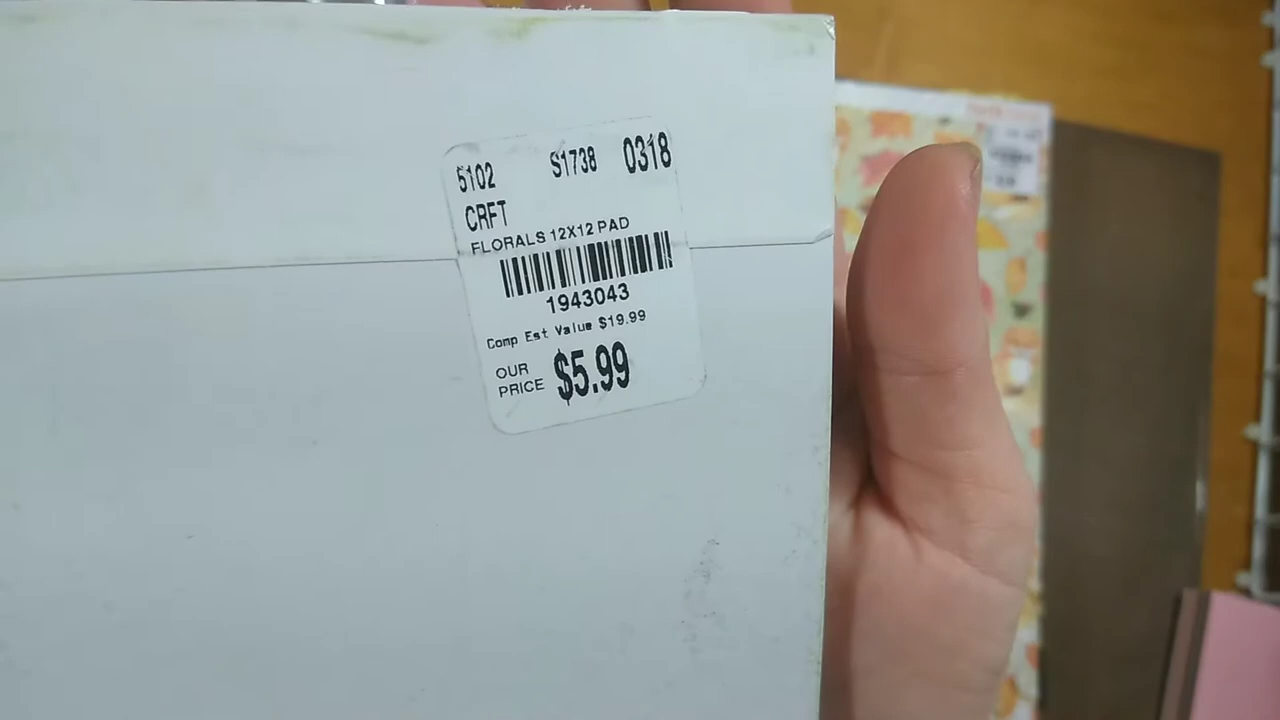 5102 S1738 0318
CRFT
FLORALS 12X12 PAD
1943043
Comp Est Value $19.99
OUR
PRICE $5.99